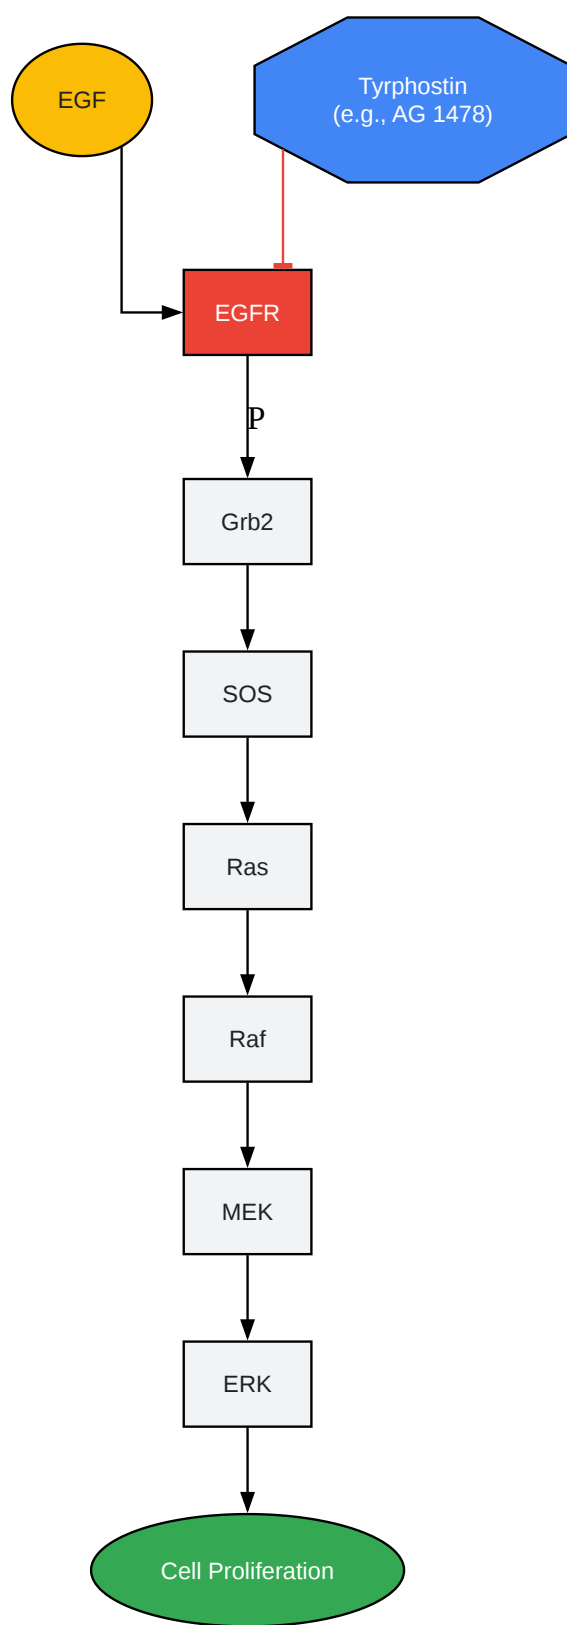 EGF
Tyrphostin
(e.g., AG 1478)
EGFR
P
Grb2
SOS
Ras
Raf
MEK
ERK
Cell Proliferation